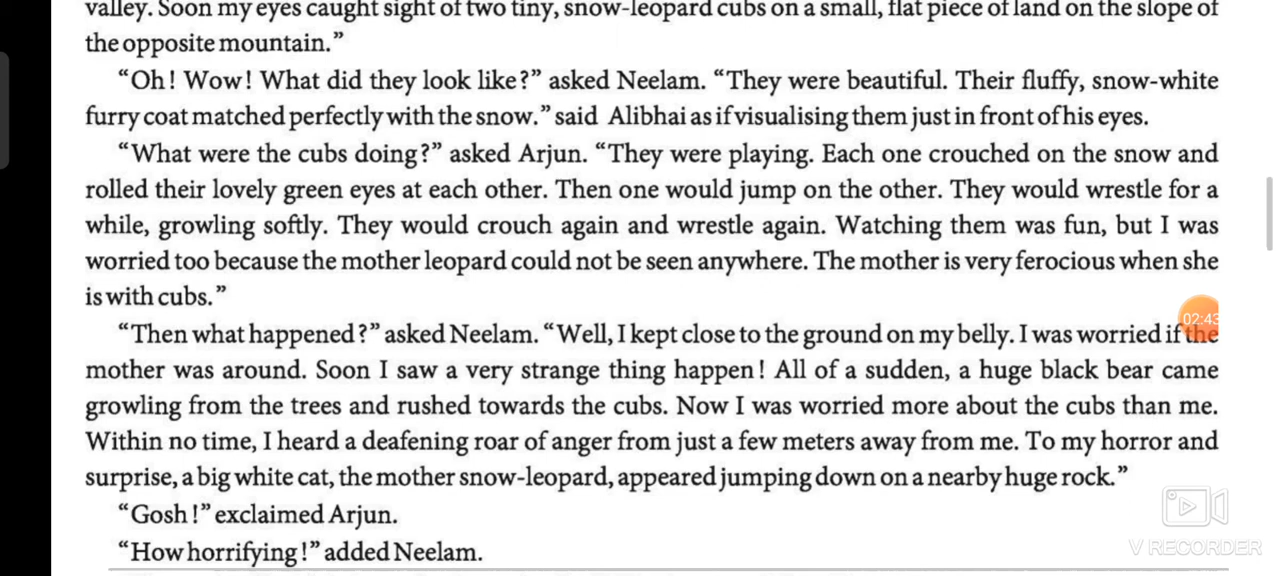 valley. Soon my eyes caught sight of two tiny, snow-leopard cubs on a small, flat piece of land on the slope of
the opposite mountain.”
“Oh! Wow! What did they look like?” asked Neelam. “They were beautiful. Their fluffy, snow-white
furry coat matched perfectly with the snow.” said Alibhai as if visualising them just in front of his eyes.
“What were the cubs doing?” asked Arjun. “They were playing. Each one crouched on the snow and
rolled their lovely green eyes at each other. Then one would jump on the other. They would wrestle for a
while, growling softly. They would crouch again and wrestle again. Watching them was fun, but I was
worried too because the mother leopard could not be seen anywhere. The mother is very ferocious when she
is with cubs.”
“Then what happened?” asked Neelam. “Well, I kept close to the ground on my belly. I was worried if the
mother was around. Soon I saw a very strange thing happen! All of a sudden, a huge black bear came
growling from the trees and rushed towards the cubs. Now I was worried more about the cubs than me.
Within no time, I heard a deafening roar of anger from just a few meters away from me. To my horror and
surprise, a big white cat, the mother snow-leopard, appeared jumping down on a nearby huge rock.”
“Gosh!” exclaimed Arjun.
“How horrifying!” added Neelam.
02:43
V RECORDER